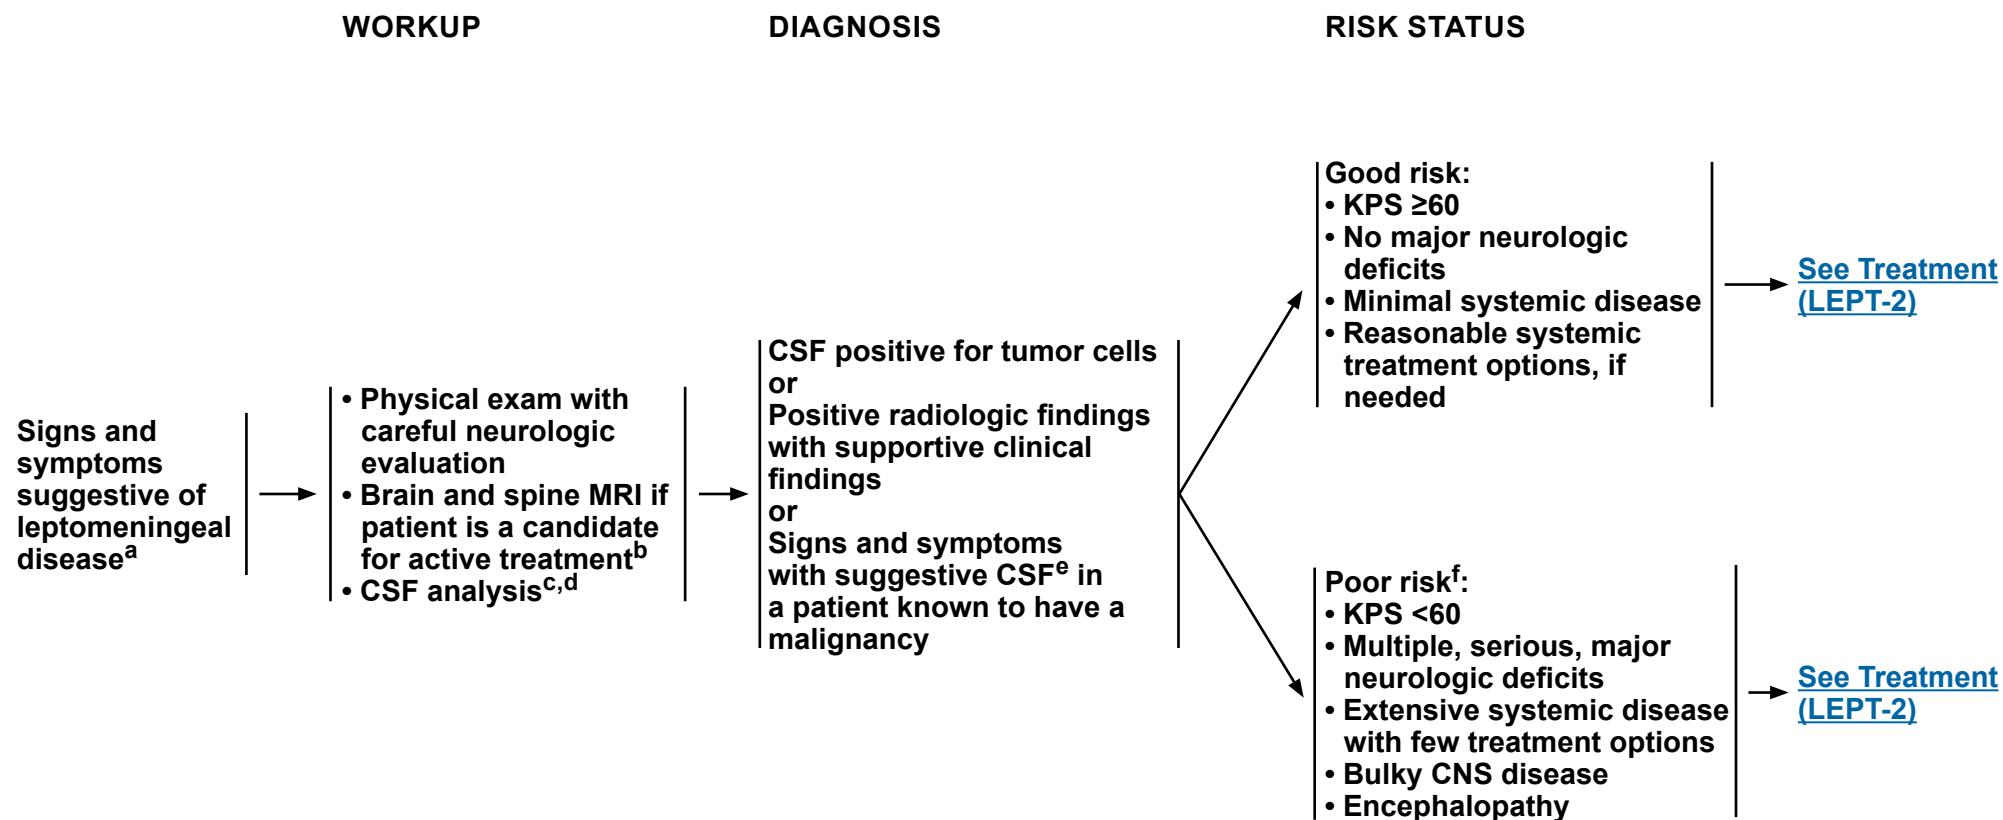 WORKUP
DIAGNOSIS
RISK STATUS
Signs and
symptoms
suggestive of
leptomeningeal
diseaseᵃ
• Physical exam with
careful neurologic
evaluation
• Brain and spine MRI if
patient is a candidate
for active treatmentᵇ
• CSF analysisᶜ,ᵈ
CSF positive for tumor cells
or
Positive radiologic findings
with supportive clinical
findings
or
Signs and symptoms
with suggestive CSFᵉ in
a patient known to have a
malignancy
Good risk:
• KPS ≥60
• No major neurologic
deficits
• Minimal systemic disease
• Reasonable systemic
treatment options, if
needed
See Treatment
(LEPT-2)
Poor riskᶠ:
• KPS <60
• Multiple, serious, major
neurologic deficits
• Extensive systemic disease
with few treatment options
• Bulky CNS disease
• Encephalopathy
See Treatment
(LEPT-2)